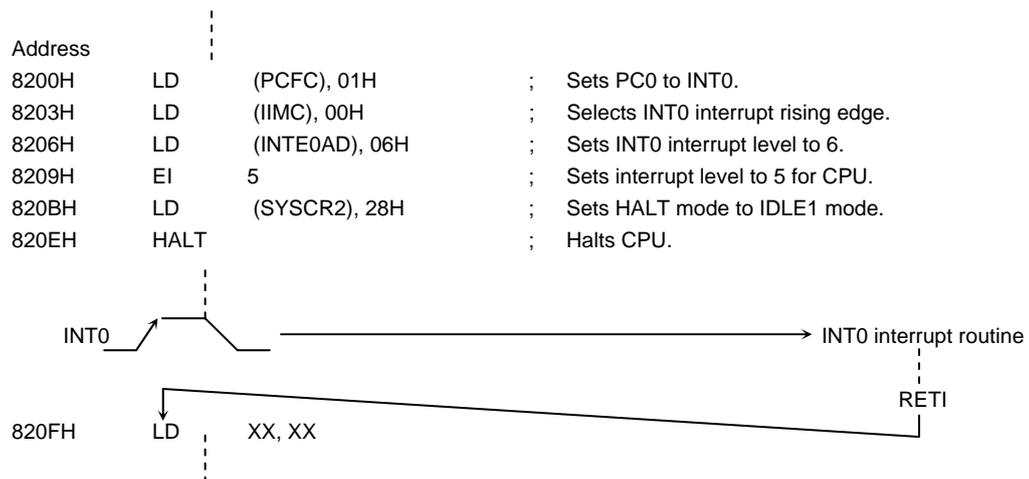 Address
8200H LD (PCFC), 01H ; Sets PC0 to INT0.
8203H LD (IIMC), 00H ; Selects INT0 interrupt rising edge.
8206H LD (INTE0AD), 06H ; Sets INT0 interrupt level to 6.
8209H EI 5 ; Sets interrupt level to 5 for CPU.
820BH LD (SYSCR2), 28H ; Sets HALT mode to IDLE1 mode.
820EH HALT ; Halts CPU.
INT0 INT0 interrupt routine
RETI
820FH LD XX, XX